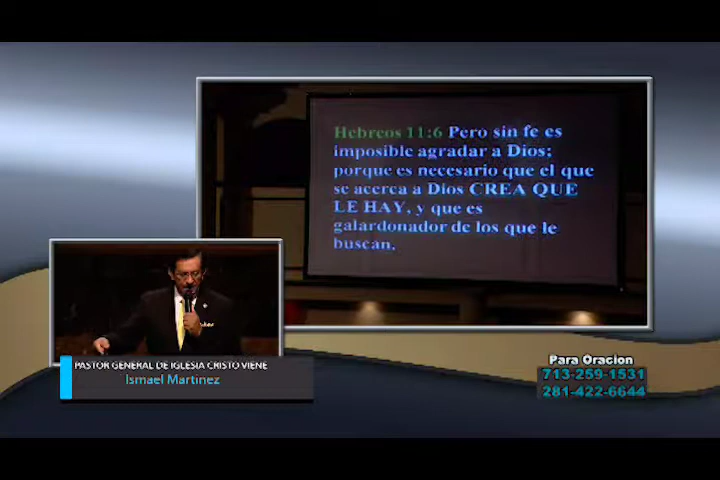 Hebreos 11:6 Pero sin fe es
imposible agradar a Dios;
porque es necesario que el que
se acerca a Dios CREA QUE
LE HAY, y que es
galardonador de los que le
buscan.
PASTOR GENERAL DE IGLESIA CRISTO VIENE
Ismael Martinez
Para Oracion
713-259-1531
281-422-6644